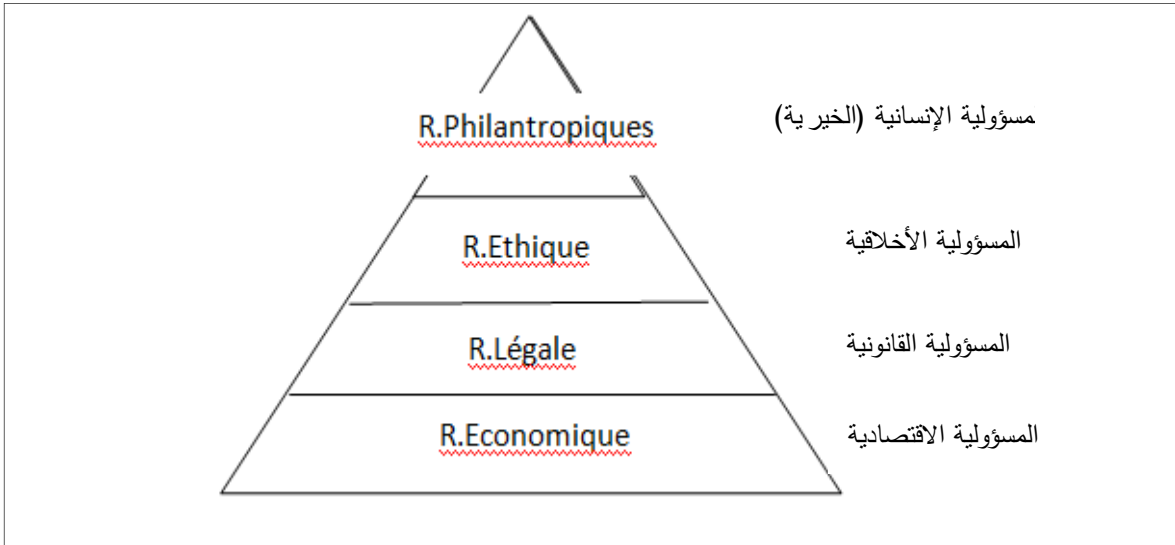 R.Philantropiques
مسؤولية الإنسانية (الخيرية)
R.Ethique
المسؤولية الأخلاقية
R.Légale
المسؤولية القانونية
R.Economique
المسؤولية الاقتصادية